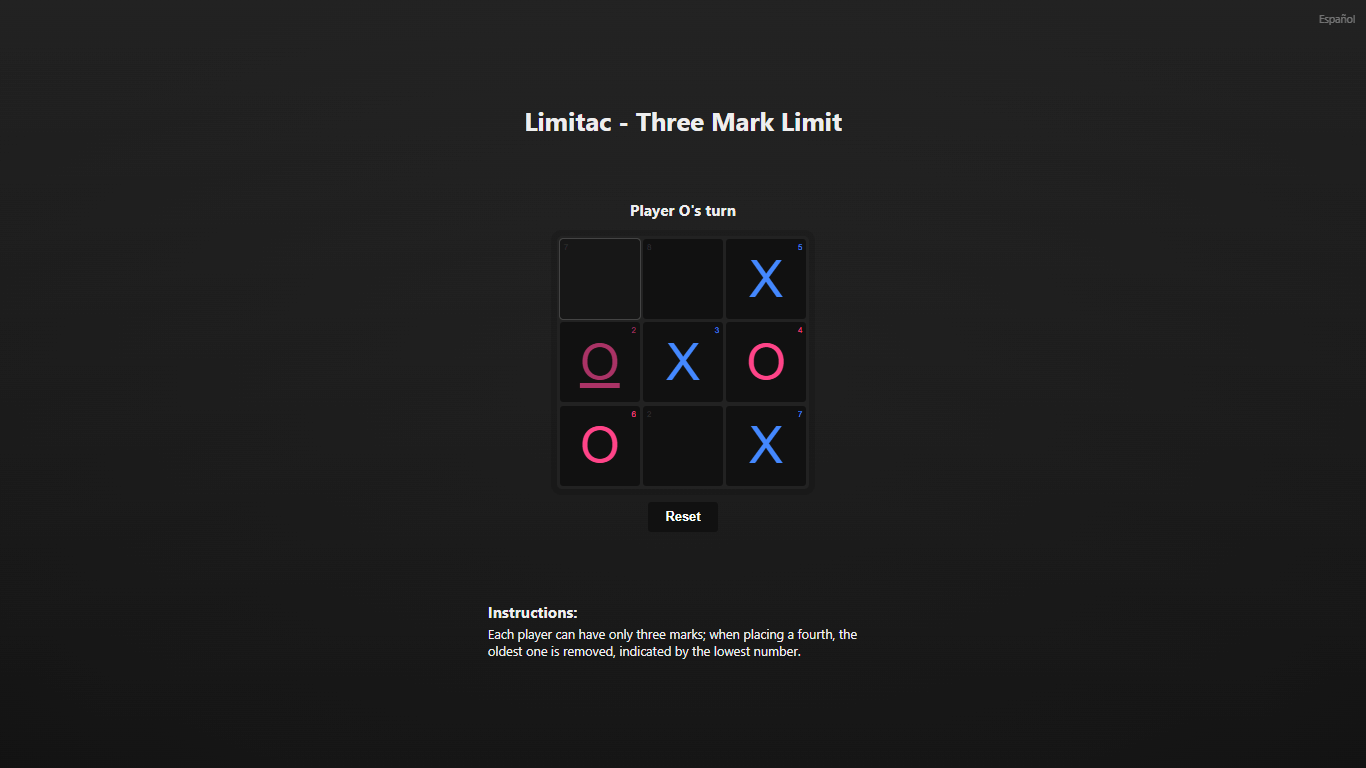 Español
Limitac - Three Mark Limit
Player O's turn
7 8 X 5
O 2 X 3 O 4
O 6 2 X 7
Reset
Instructions:
Each player can have only three marks; when placing a fourth, the
oldest one is removed, indicated by the lowest number.